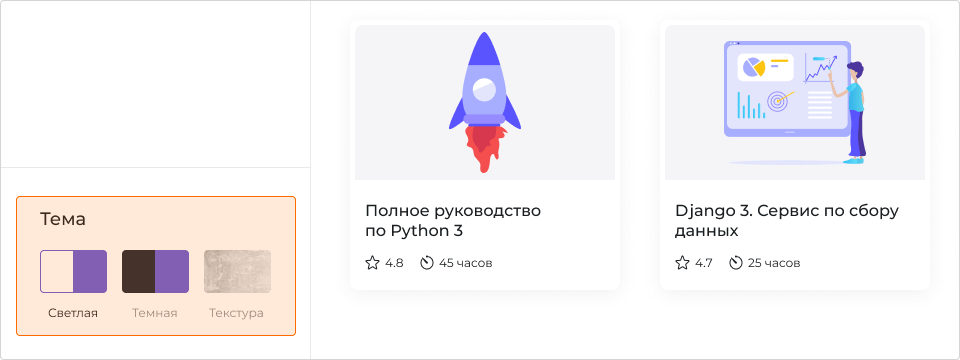 Тема
Светлая
Темная
Текстура
Полное руководство
по Python 3
4.8 45 часов
Django 3. Сервис по сбору
данных
4.7 25 часов